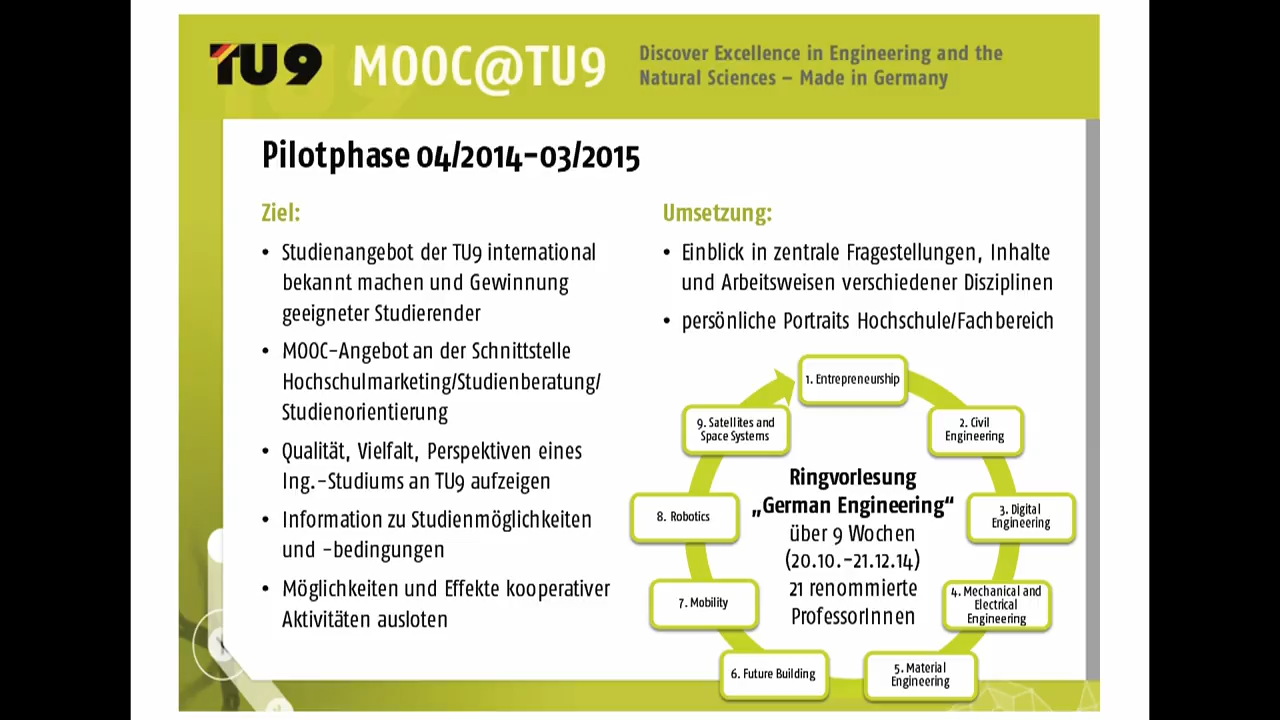 TU9 MOOC@TU9
Discover Excellence in Engineering and the
Natural Sciences – Made in Germany
Pilotphase 04/2014–03/2015
Ziel:
• Studienangebot der TU9 international
bekannt machen und Gewinnung
geeigneter Studierender
• MOOC-Angebot an der Schnittstelle
Hochschulmarketing/Studienberatung/
Studienorientierung
• Qualität, Vielfalt, Perspektiven eines
Ing.-Studiums an TU9 aufzeigen
• Information zu Studienmöglichkeiten
und -bedingungen
• Möglichkeiten und Effekte kooperativer
Aktivitäten ausloten
Umsetzung:
• Einblick in zentrale Fragestellungen, Inhalte
und Arbeitsweisen verschiedener Disziplinen
• persönliche Portraits Hochschule/Fachbereich
1. Entrepreneurship
2. Civil
Engineering
3. Digital
Engineering
4. Mechanical and
Electrical
Engineering
5. Material
Engineering
6. Future Building
7. Mobility
8. Robotics
9. Satellites and
Space Systems
Ringvorlesung
„German Engineering“
über 9 Wochen
(20.10.-21.12.14)
21 renommierte
ProfessorInnen